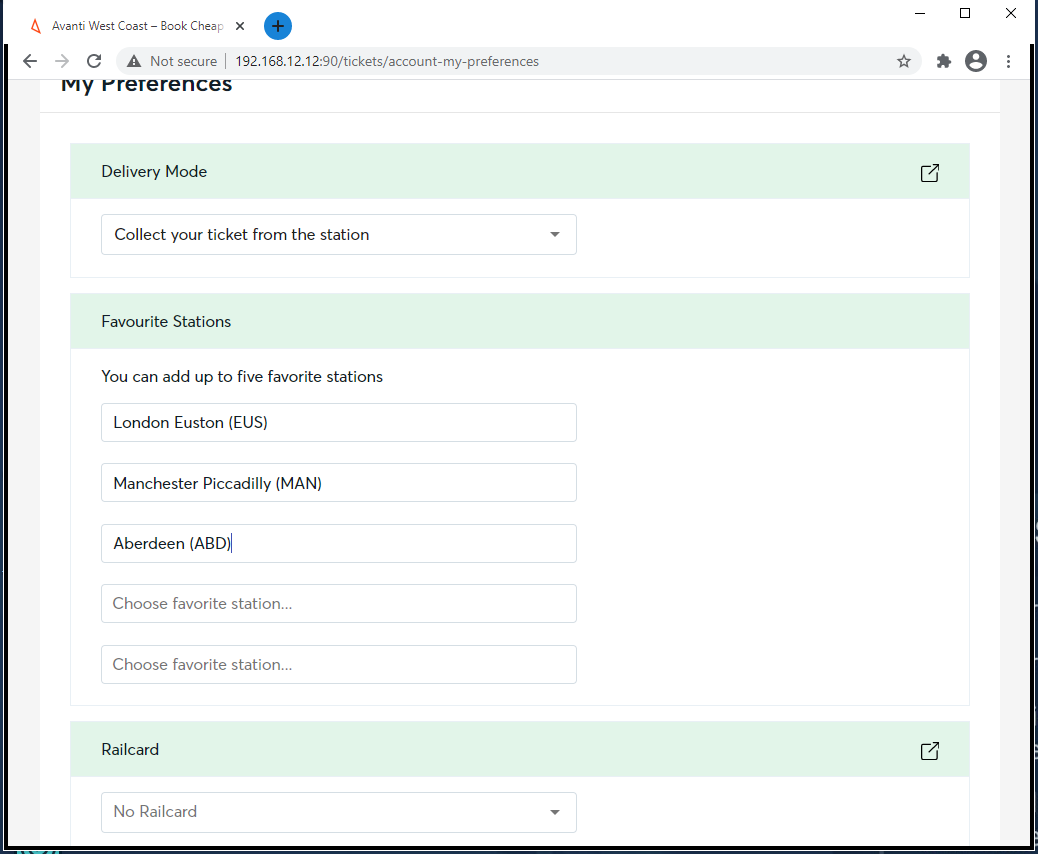 Avanti West Coast – Book Cheap
Not secure
192.168.12.12:90/tickets/account-my-preferences
My Preferences
Delivery Mode
Collect your ticket from the station
Favourite Stations
You can add up to five favorite stations
London Euston (EUS)
Manchester Piccadilly (MAN)
Aberdeen (ABD)
Choose favorite station...
Choose favorite station...
Railcard
No Railcard